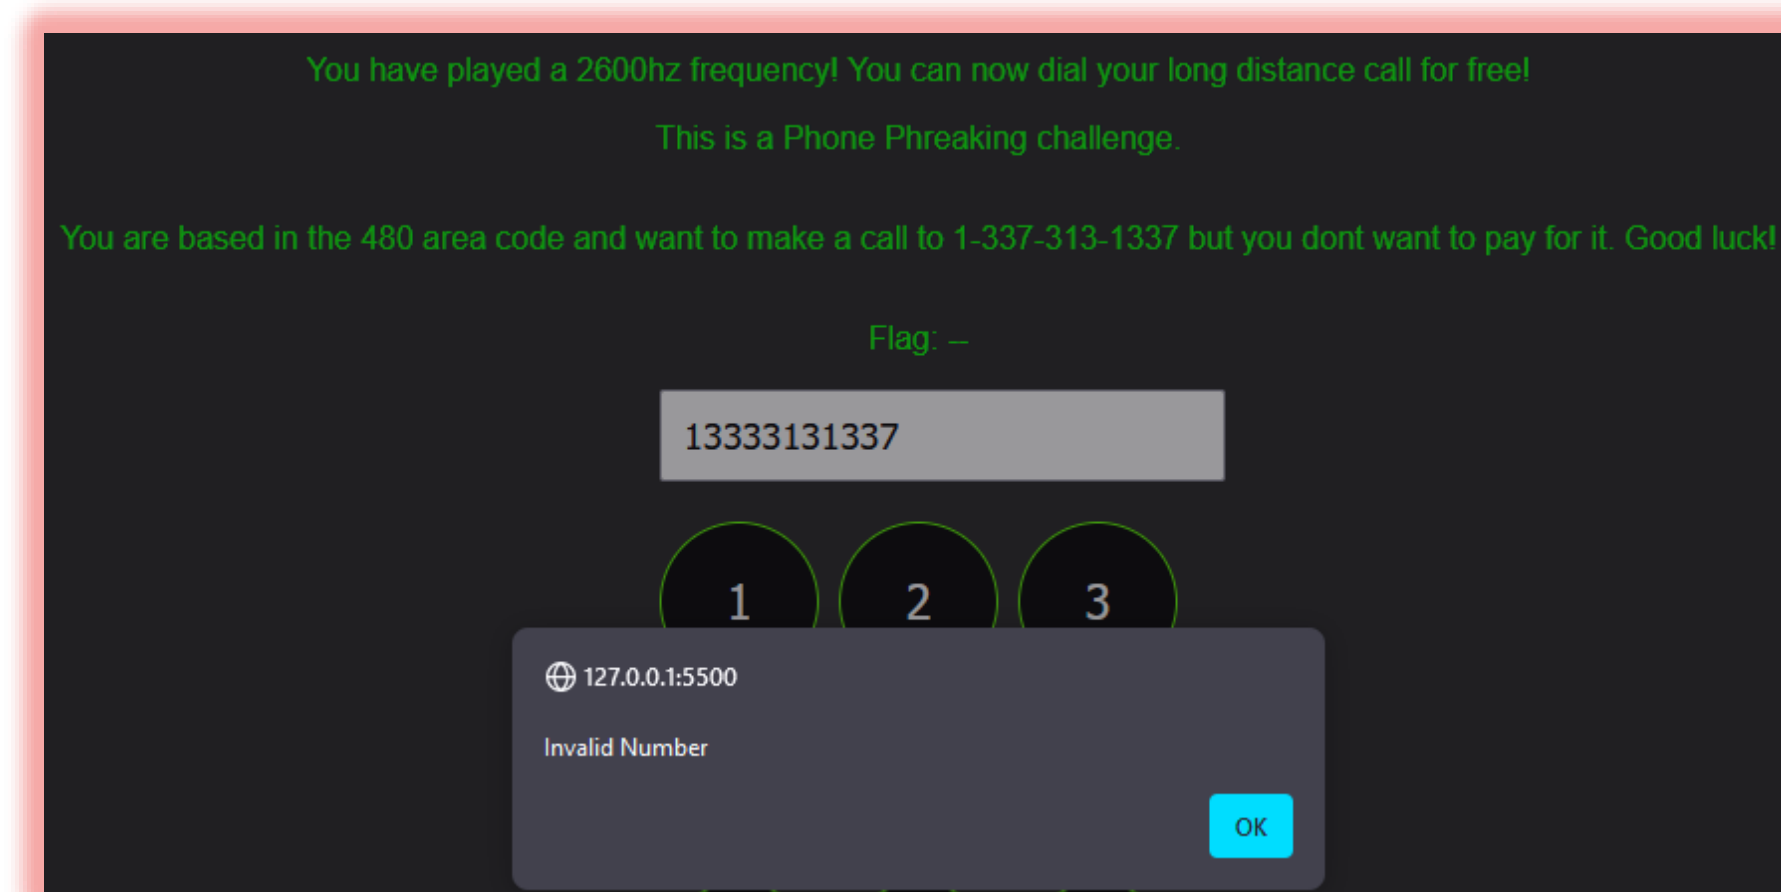 You have played a 2600hz frequency! You can now dial your long distance call for free!
This is a Phone Phreaking challenge.
You are based in the 480 area code and want to make a call to 1-337-313-1337 but you dont want to pay for it. Good luck!
Flag: --
13333131337
1 2 3
127.0.0.1:5500
Invalid Number
OK